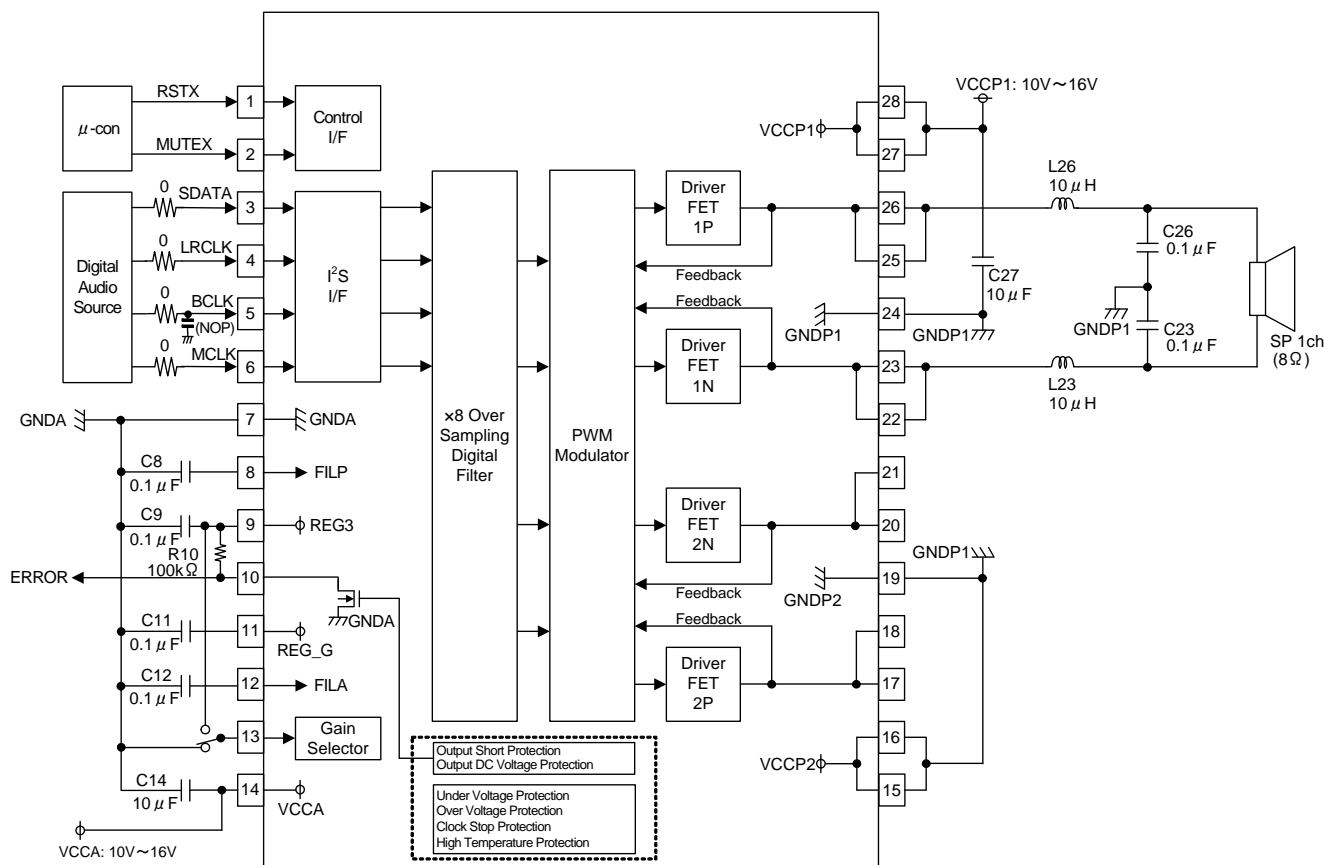 μ-con
RSTX
MUTEX
1
2
Control
I/F
Digital
Audio
Source
0
SDATA
0
LRCLK
0
BCLK
(NOP)
0
MCLK
3
4
5
6
I²S
I/F
GNDA
7
GNDA
C8
0.1μF
8
FILP
C9
0.1μF
9
REG3
R10
100kΩ
ERROR
10
GNDA
C11
0.1μF
11
REG_G
C12
0.1μF
12
FILA
13
Gain
Selector
C14
10μF
14
VCCA
VCCA: 10V～16V
×8 Over
Sampling
Digital
Filter
PWM
Modulator
Driver
FET
1P
Feedback
Feedback
Driver
FET
1N
Driver
FET
2N
Feedback
Feedback
Driver
FET
2P
Output Short Protection
Output DC Voltage Protection
Under Voltage Protection
Over Voltage Protection
Clock Stop Protection
High Temperature Protection
VCCP1
28
27
VCCP1: 10V～16V
26
25
C27
10μF
GNDP1
24
GNDP1
23
22
L26
10μH
C26
0.1μF
GNDP1
C23
0.1μF
L23
10μH
SP 1ch
(8Ω)
21
20
GNDP1
GNDP2
19
18
17
VCCP2
16
15